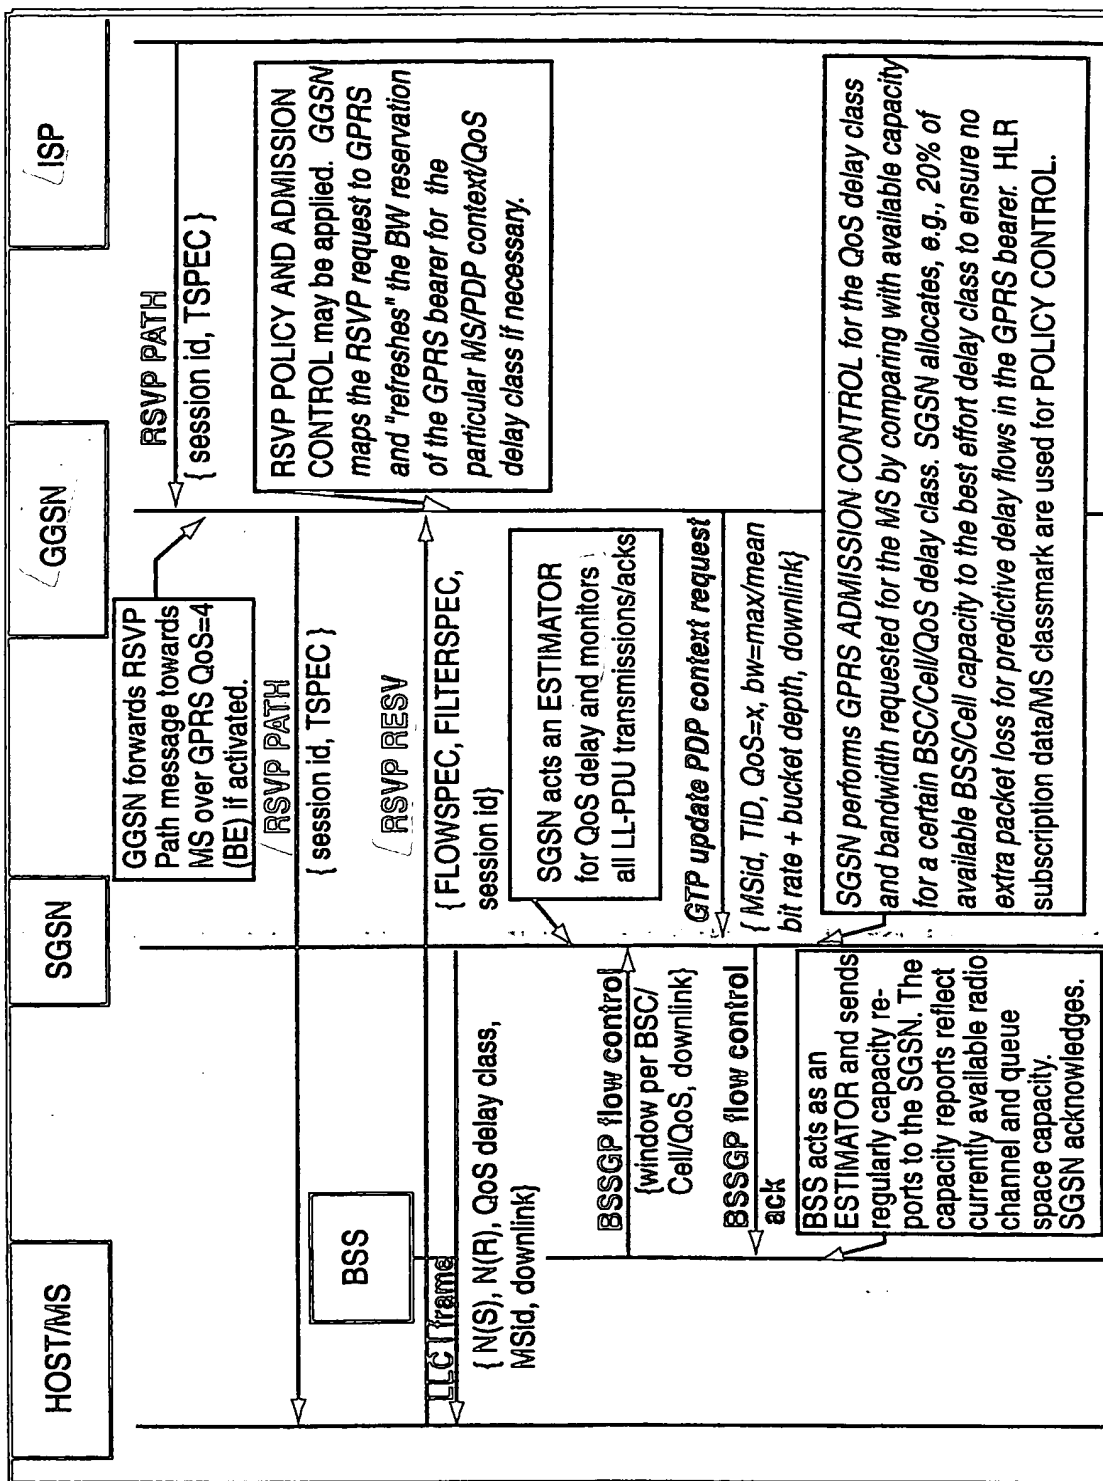 HOST/MS
SGSN
GGSN
ISP
RSVP PATH
{ session id, TSPEC }
GGSN forwards RSVP
Path message towards
MS over GPRS QoS=4
(BE) if activated.
RSVP PATH
{ session id, TSPEC }
RSVP POLICY AND ADMISSION
CONTROL may be applied. GGSN
maps the RSVP request to GPRS
and "refreshes" the BW reservation
of the GPRS bearer for the
particular MS/PDP context/QoS
delay class if necessary.
BSS
RSVP RESV
{ FLOWSPEC, FILTERSPEC,
session id}
LLC I frame
{ N(S), N(R), QoS delay class,
MSid, downlink}
SGSN acts an ESTIMATOR
for QoS delay and monitors
all LL-PDU transmissions/acks
BSSGP flow control
{window per BSC/
Cell/QoS, downlink}
GTP update PDP context request
{ MSid, TID, QoS=x, bw=max/mean
bit rate + bucket depth, downlink}
BSSGP flow control
ack
BSS acts as an
ESTIMATOR and sends
regularly capacity re-
ports to the SGSN. The
capacity reports reflect
currently available radio
channel and queue
space capacity.
SGSN acknowledges.
SGSN performs GPRS ADMISSION CONTROL for the QoS delay class
and bandwidth requested for the MS by comparing with available capacity
for a certain BSC/Cell/QoS delay class. SGSN allocates, e.g., 20% of
available BSS/Cell capacity to the best effort delay class to ensure no
extra packet loss for predictive delay flows in the GPRS bearer. HLR
subscription data/MS classmark are used for POLICY CONTROL.